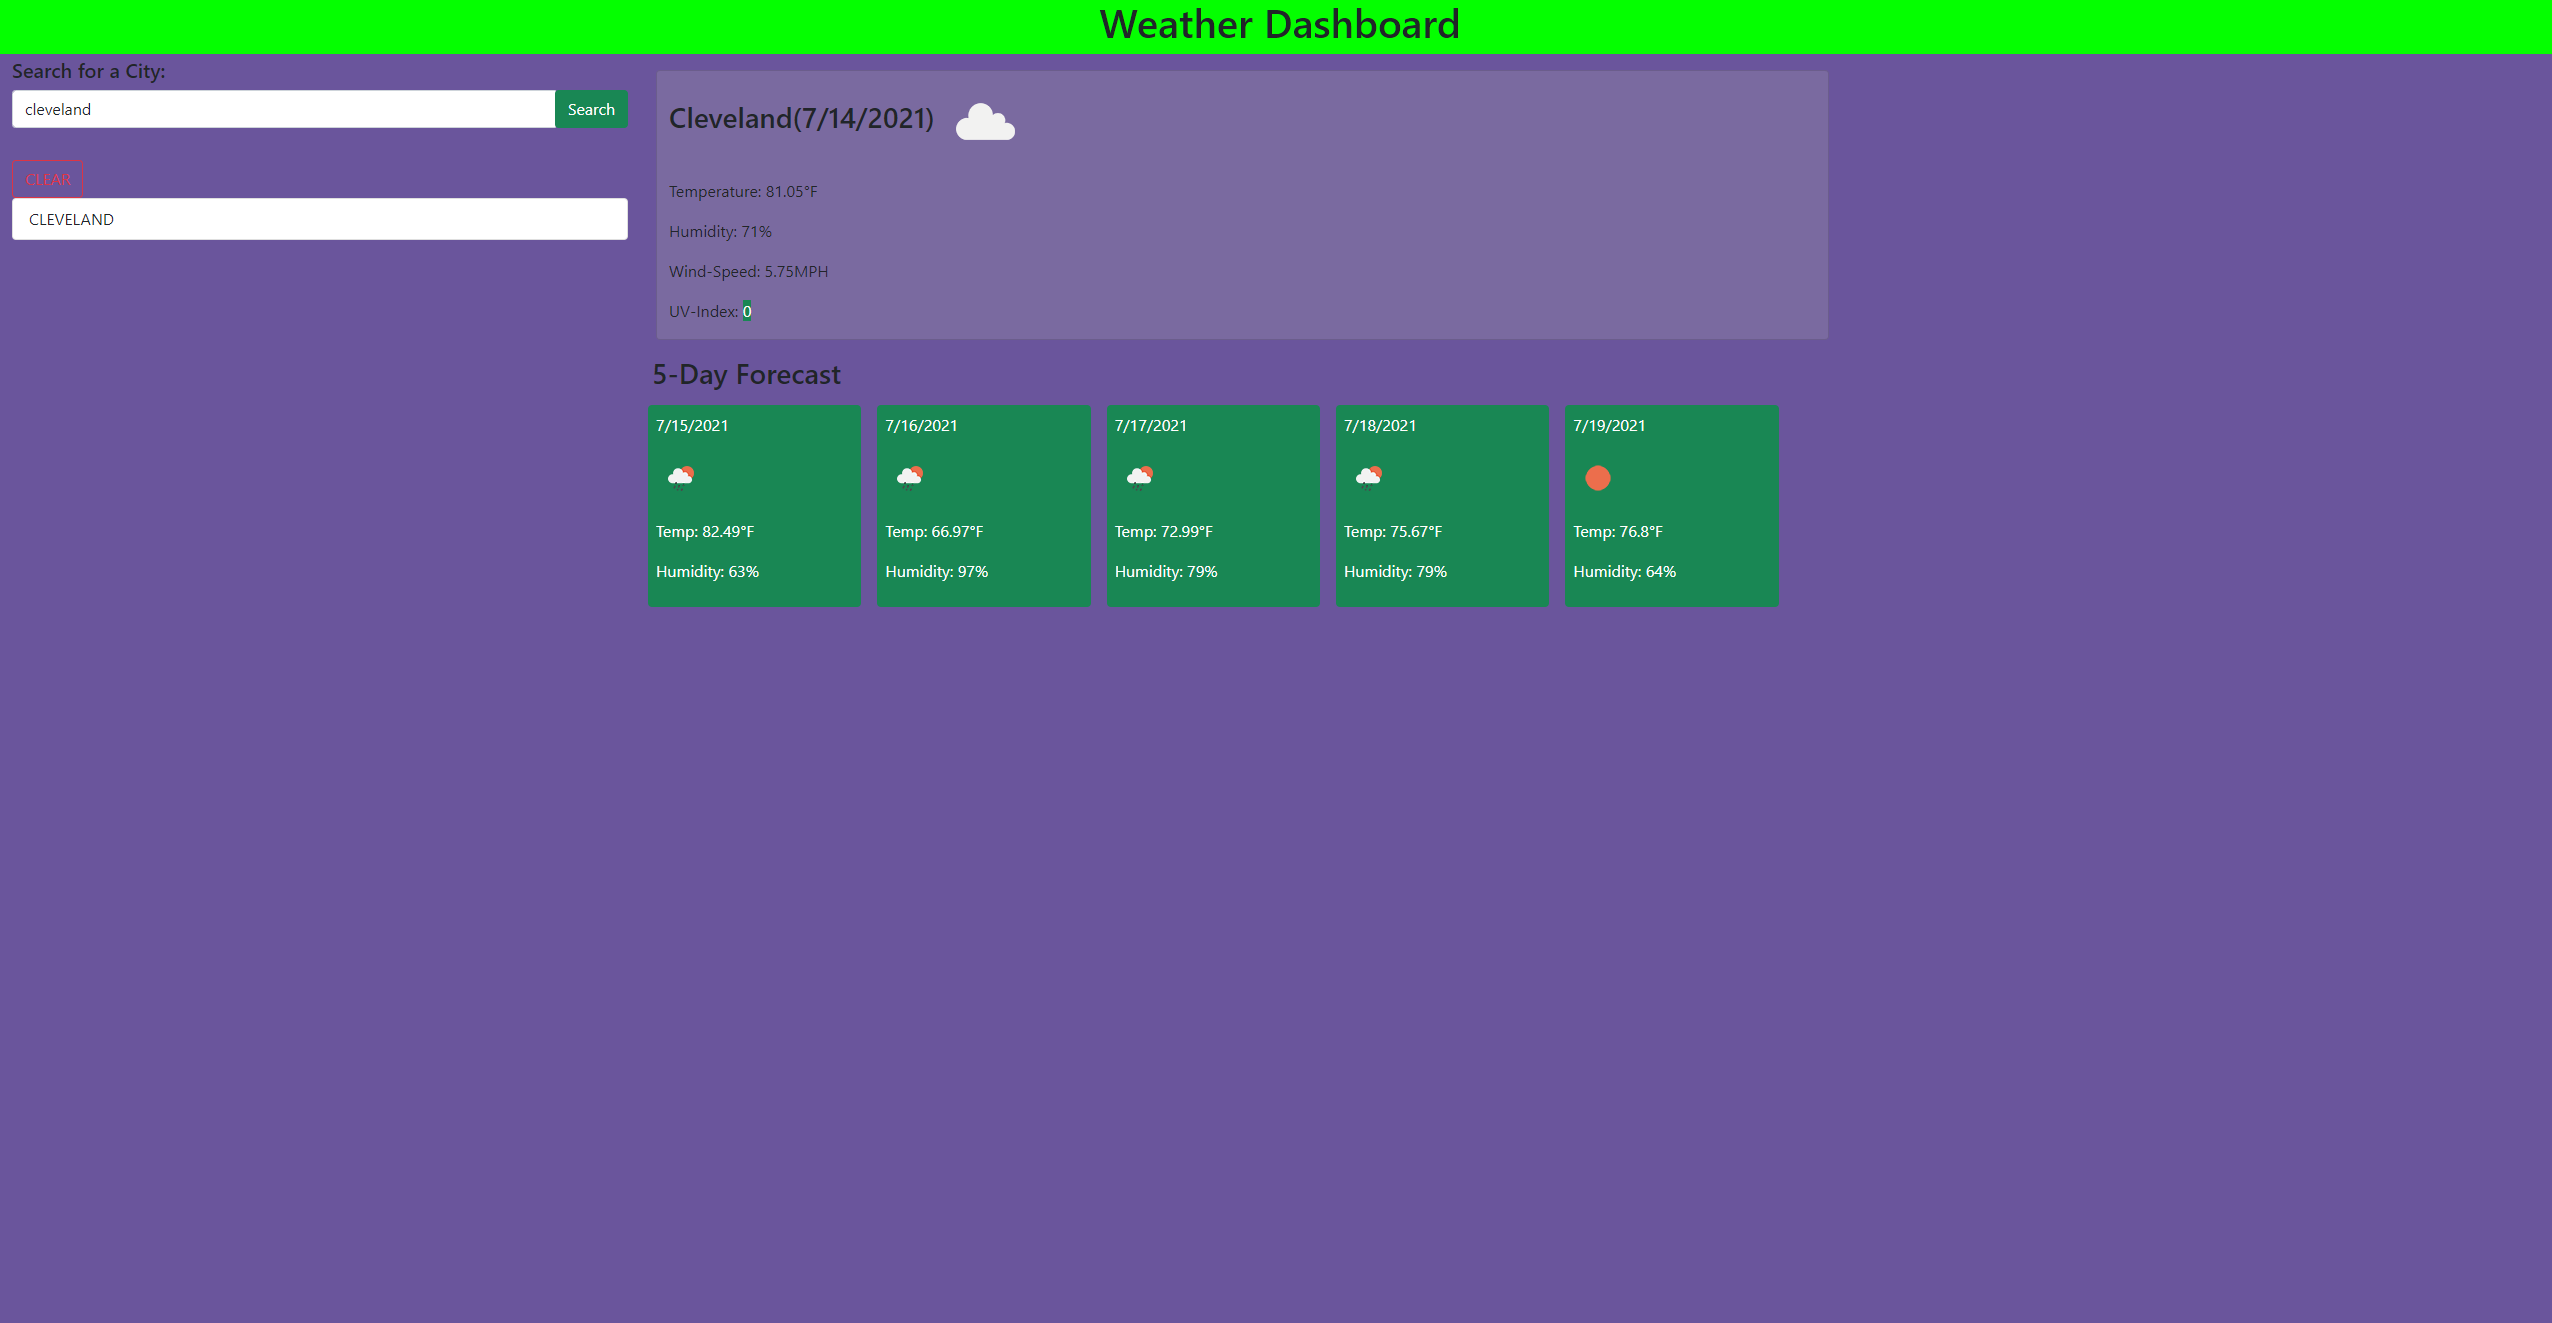 Weather Dashboard
Search for a City:
cleveland
Search
CLEAR
CLEVELAND
Cleveland(7/14/2021)
Temperature: 81.05°F
Humidity: 71%
Wind-Speed: 5.75MPH
UV-Index: 0
5-Day Forecast
7/15/2021
Temp: 82.49°F
Humidity: 63%
7/16/2021
Temp: 66.97°F
Humidity: 97%
7/17/2021
Temp: 72.99°F
Humidity: 79%
7/18/2021
Temp: 75.67°F
Humidity: 79%
7/19/2021
Temp: 76.8°F
Humidity: 64%